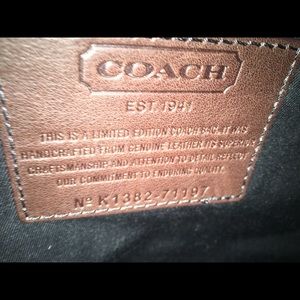 COACH
EST. 1941
THIS IS A LIMITED EDITION COACH BAG. IT WAS
HANDCRAFTED FROM GENUINE LEATHER. ITS SUPERIOR
CRAFTSMANSHIP AND ATTENTION TO DETAIL REFLECT
OUR COMMITMENT TO ENDURING QUALITY.
Nº K1382-71197